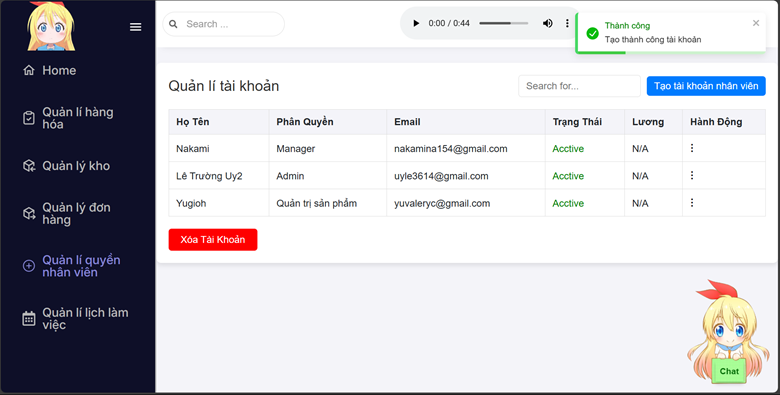 Home
Quản lí hàng
hóa
Quản lý kho
Quản lý đơn
hàng
Quản lí quyền
nhân viên
Quản lí lịch làm
việc
Search ...
0:00 / 0:44
Thành công
Tạo thành công tài khoản
Quản lí tài khoản
Search for...
Tạo tài khoản nhân viên
Họ Tên Phân Quyền Email Trạng Thái Lương Hành Động
Nakami Manager nakamina154@gmail.com Acctive N/A
Lê Trường Uy2 Admin uyle3614@gmail.com Acctive N/A
Yugioh Quản trị sản phẩm yuvaleryc@gmail.com Acctive N/A
Xóa Tài Khoản
Chat